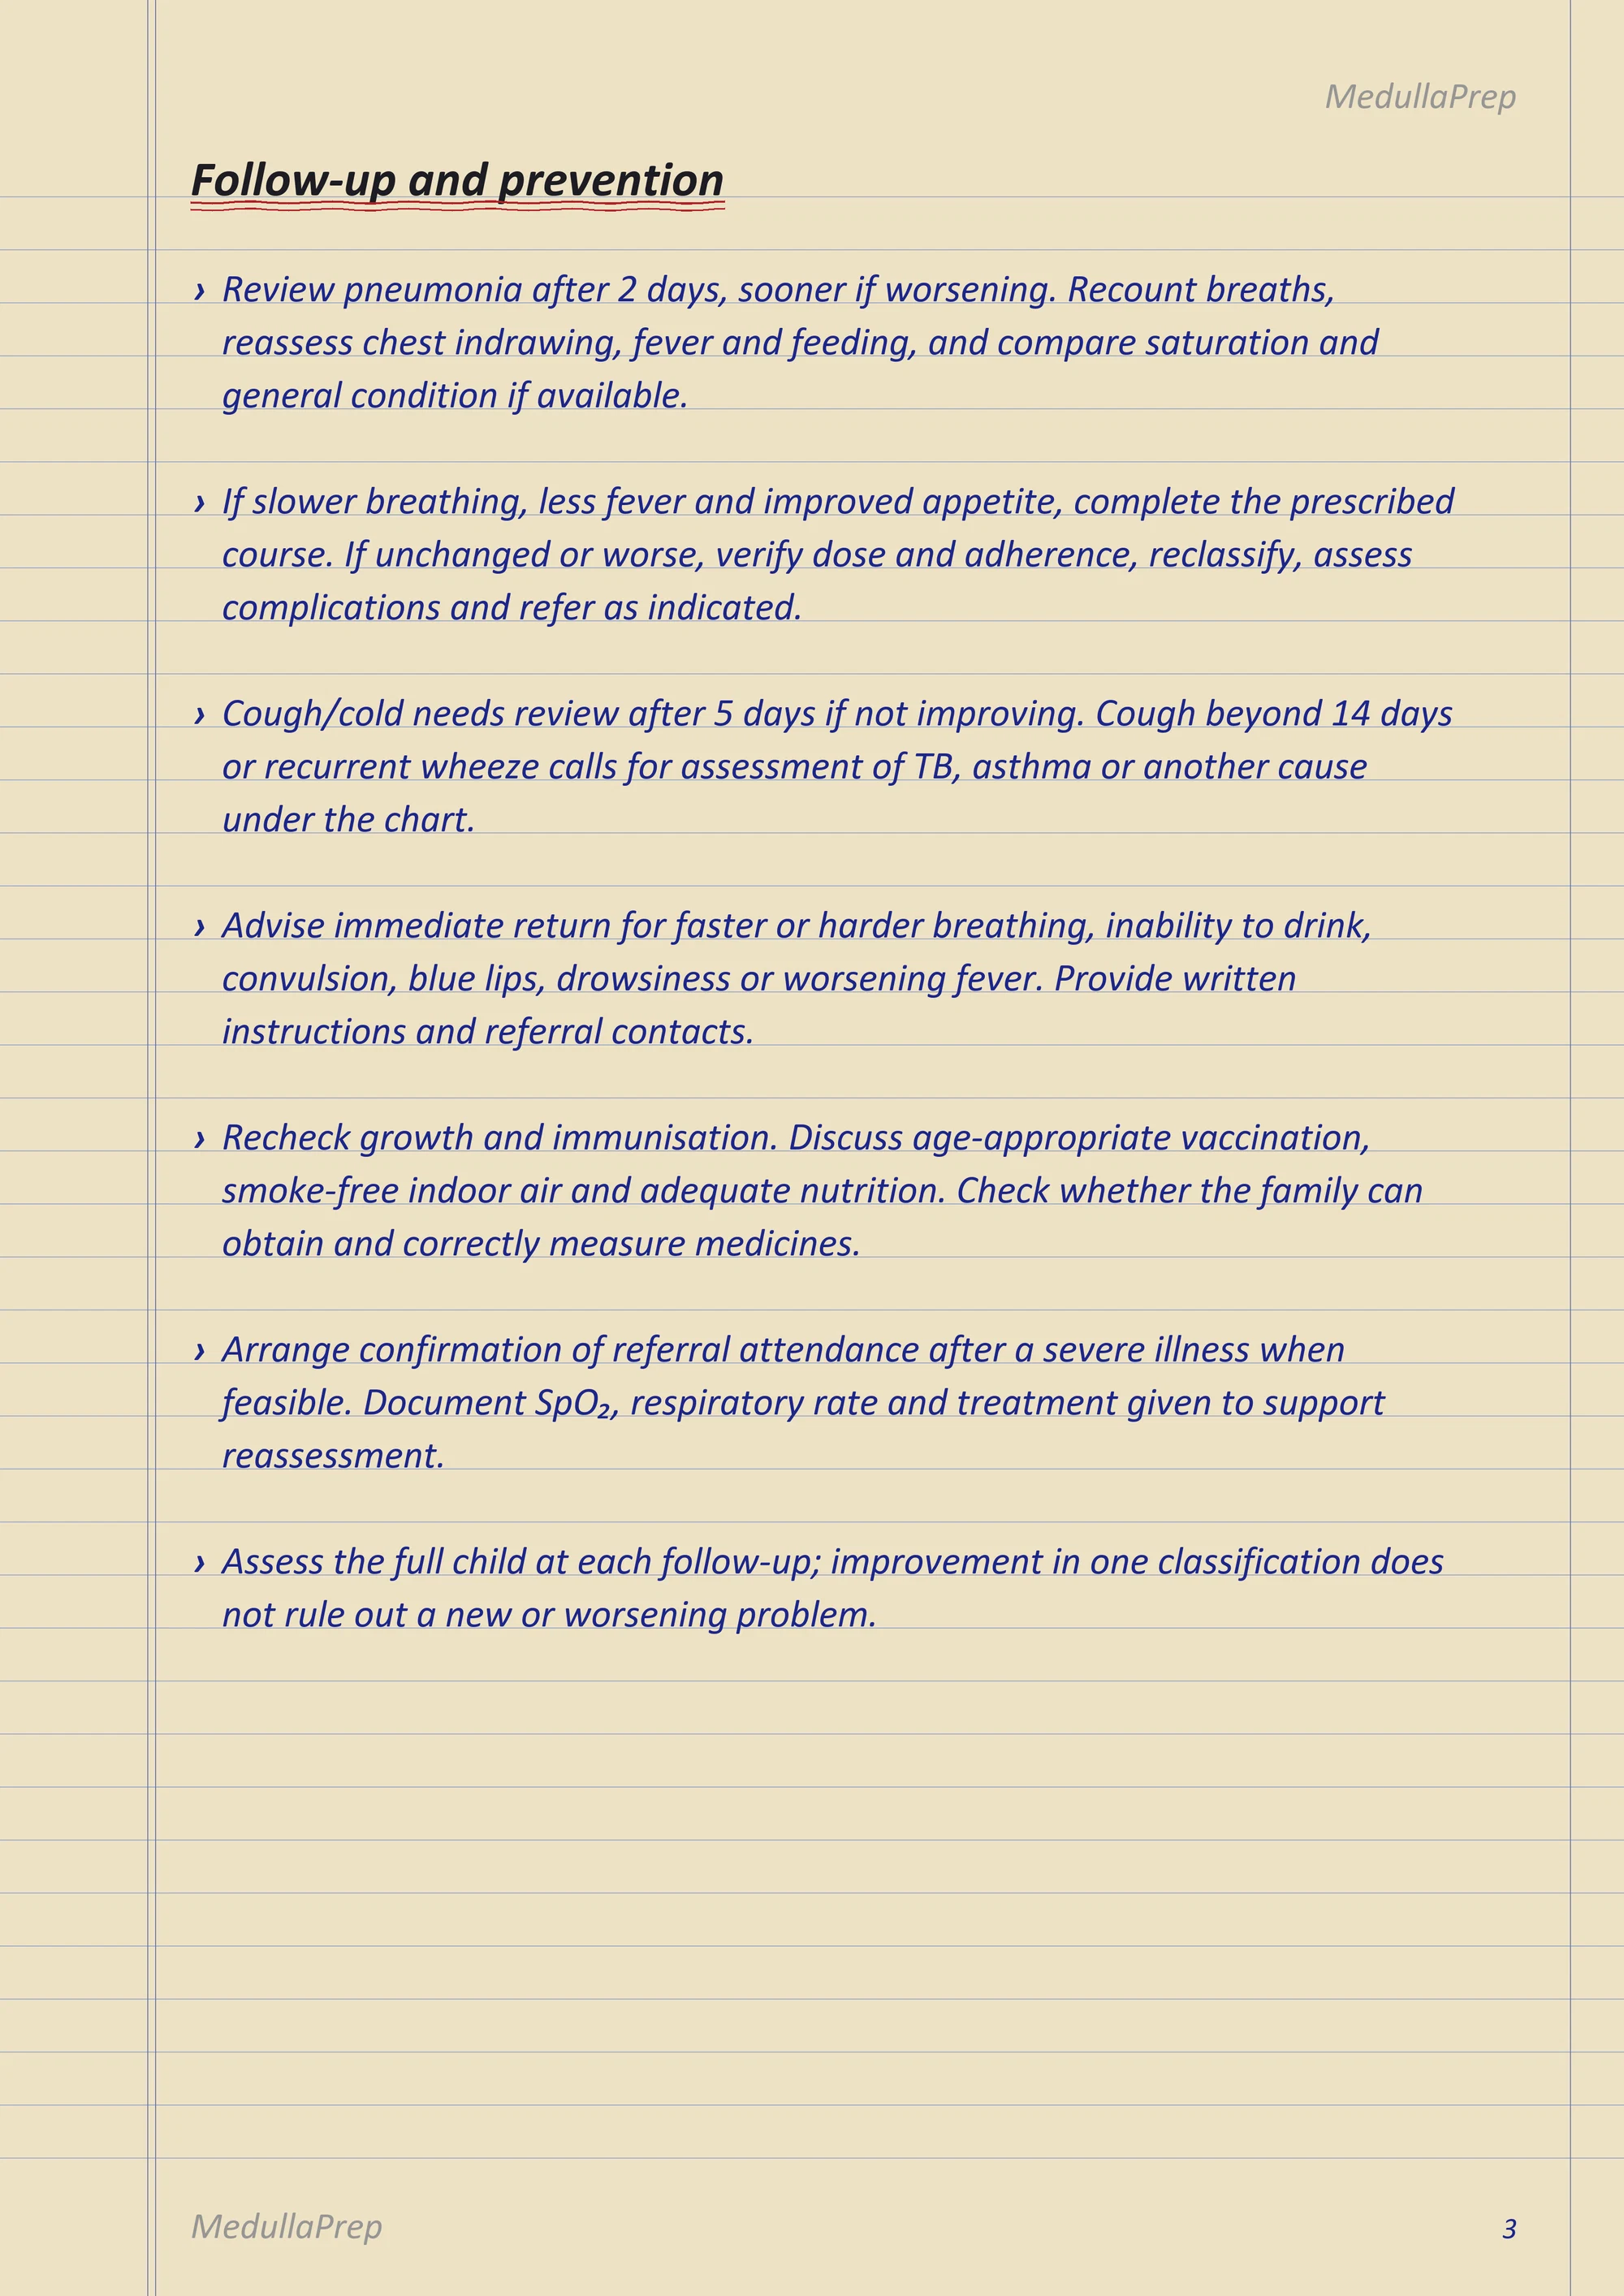 MedullaPrep
Follow-up and prevention
› Review pneumonia after 2 days, sooner if worsening. Recount breaths,
reassess chest indrawing, fever and feeding, and compare saturation and
general condition if available.
› If slower breathing, less fever and improved appetite, complete the prescribed
course. If unchanged or worse, verify dose and adherence, reclassify, assess
complications and refer as indicated.
› Cough/cold needs review after 5 days if not improving. Cough beyond 14 days
or recurrent wheeze calls for assessment of TB, asthma or another cause
under the chart.
› Advise immediate return for faster or harder breathing, inability to drink,
convulsion, blue lips, drowsiness or worsening fever. Provide written
instructions and referral contacts.
› Recheck growth and immunisation. Discuss age-appropriate vaccination,
smoke-free indoor air and adequate nutrition. Check whether the family can
obtain and correctly measure medicines.
› Arrange confirmation of referral attendance after a severe illness when
feasible. Document SpO₂, respiratory rate and treatment given to support
reassessment.
› Assess the full child at each follow-up; improvement in one classification does
not rule out a new or worsening problem.
MedullaPrep
3